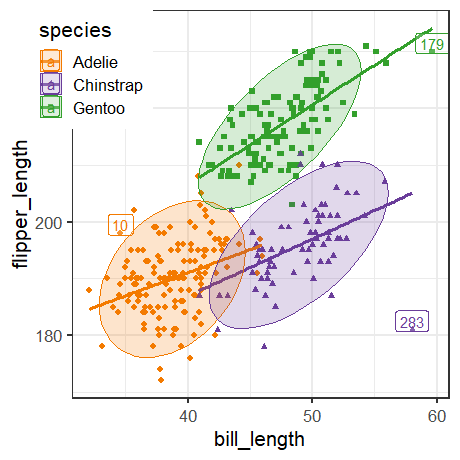 species
a Adelie
a Chinstrap
a Gentoo
179
10
283
flipper_length
200
180
40 50 60
bill_length